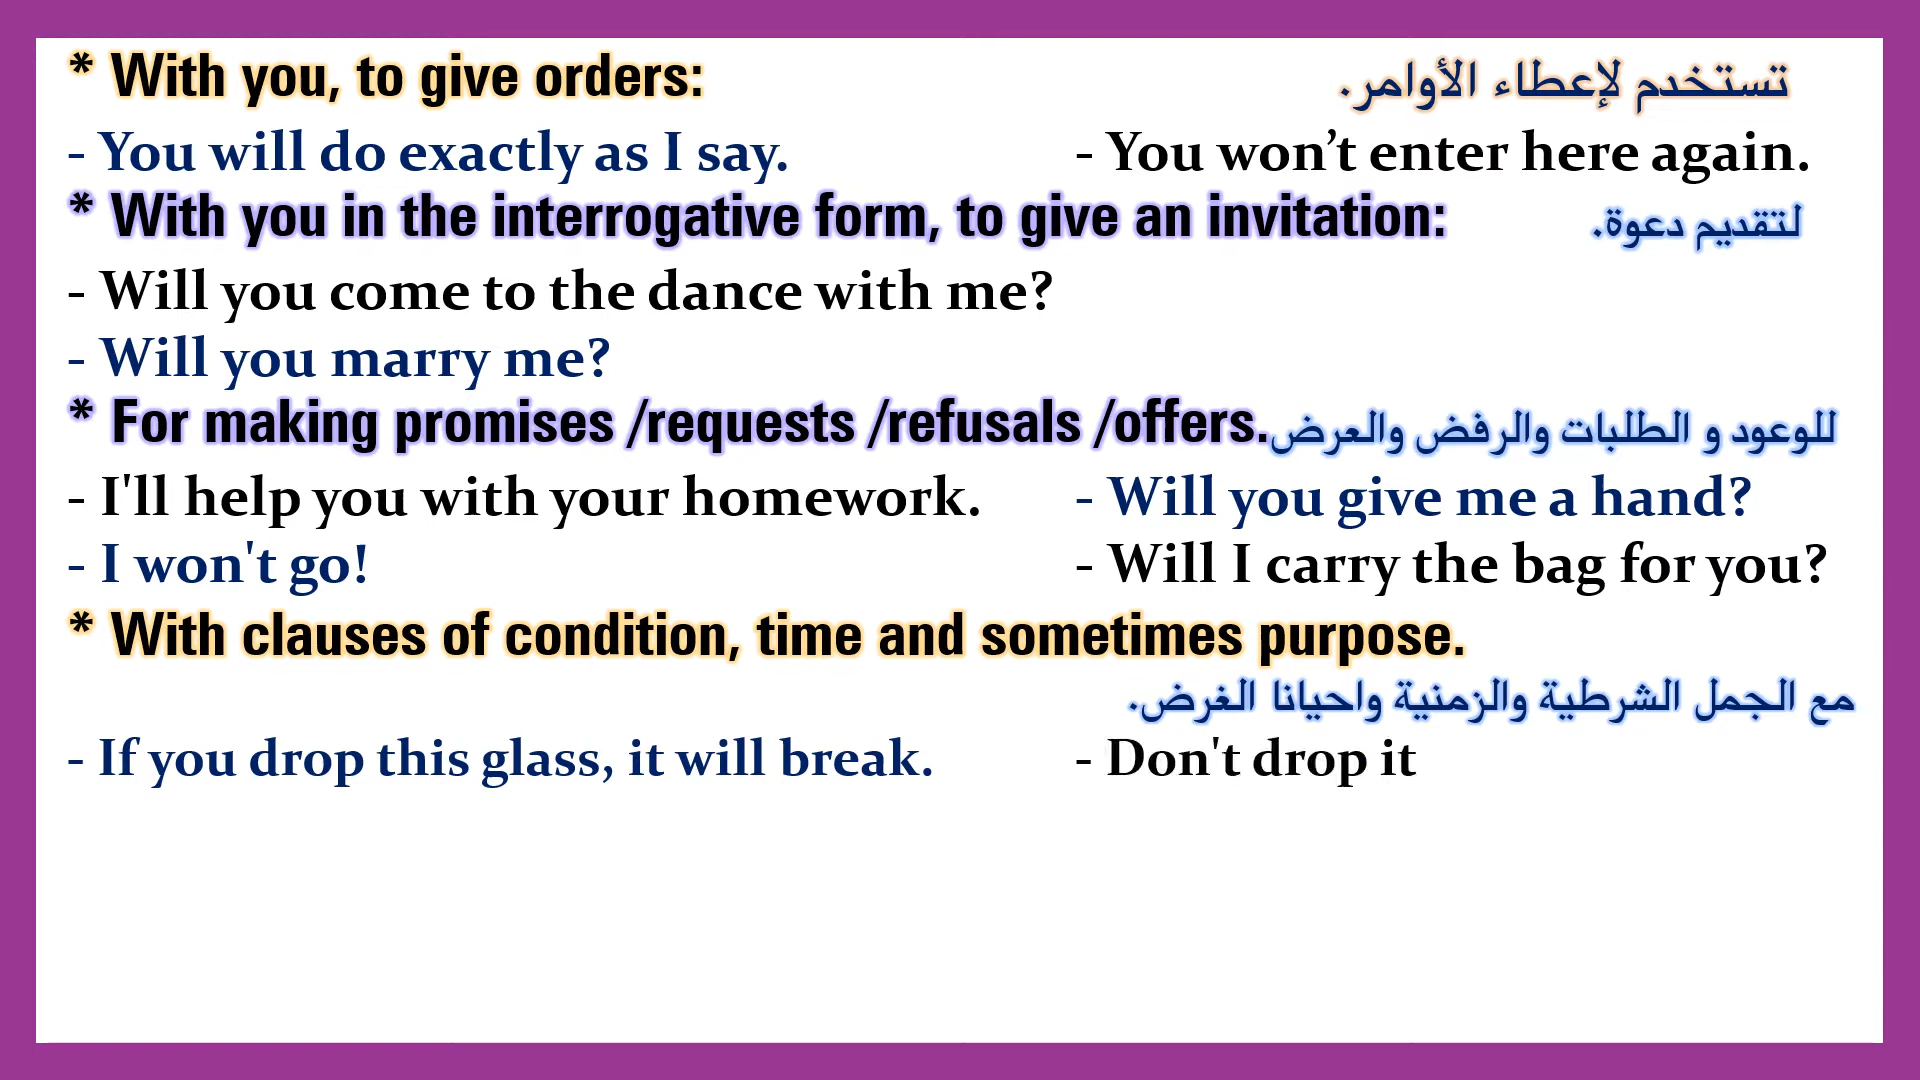 * With you, to give orders: تستخدم لإعطاء الأوامر.
- You will do exactly as I say. - You won’t enter here again.
* With you in the interrogative form, to give an invitation: لتقديم دعوة.
- Will you come to the dance with me?
- Will you marry me?
* For making promises /requests /refusals /offers. للوعود و الطلبات والرفض والعرض
- I'll help you with your homework. - Will you give me a hand?
- I won't go! - Will I carry the bag for you?
* With clauses of condition, time and sometimes purpose.
مع الجمل الشرطية والزمنية واحيانا الغرض.
- If you drop this glass, it will break. - Don't drop it